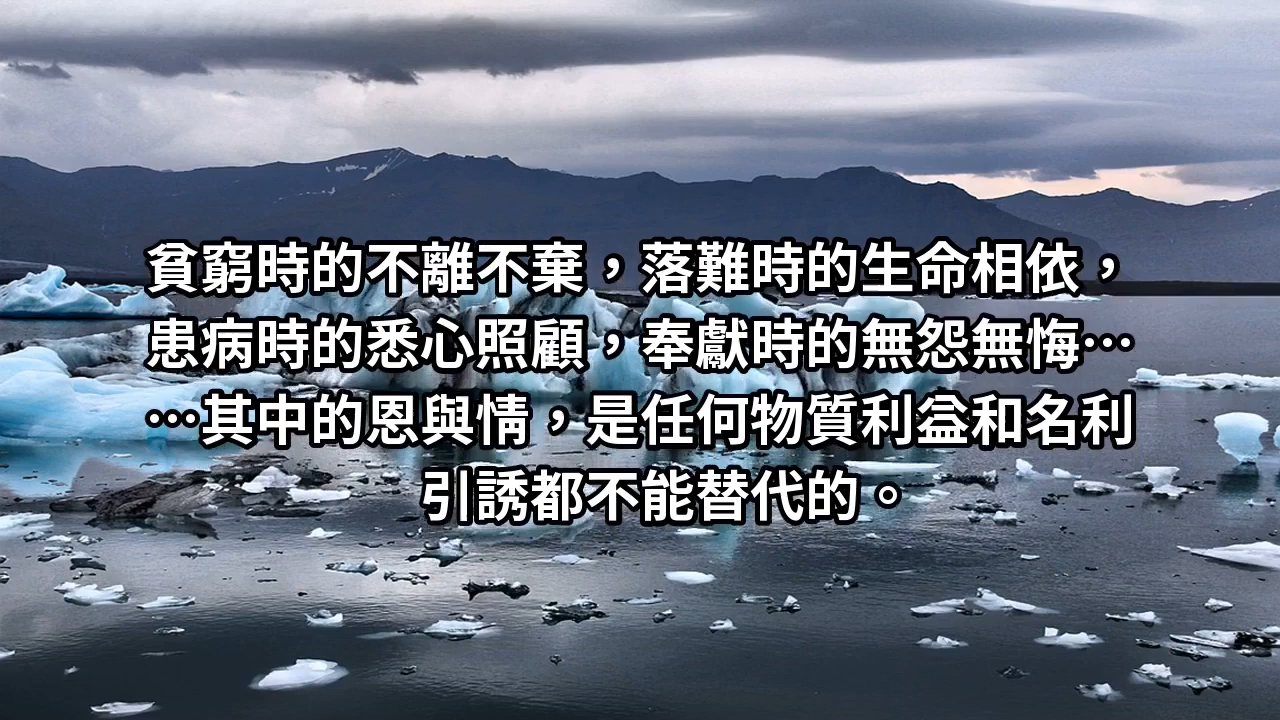 貧窮時的不離不棄，落難時的生命相依，
患病時的悉心照顧，奉獻時的無怨無悔…
…其中的恩與情，是任何物質利益和名利
引誘都不能替代的。